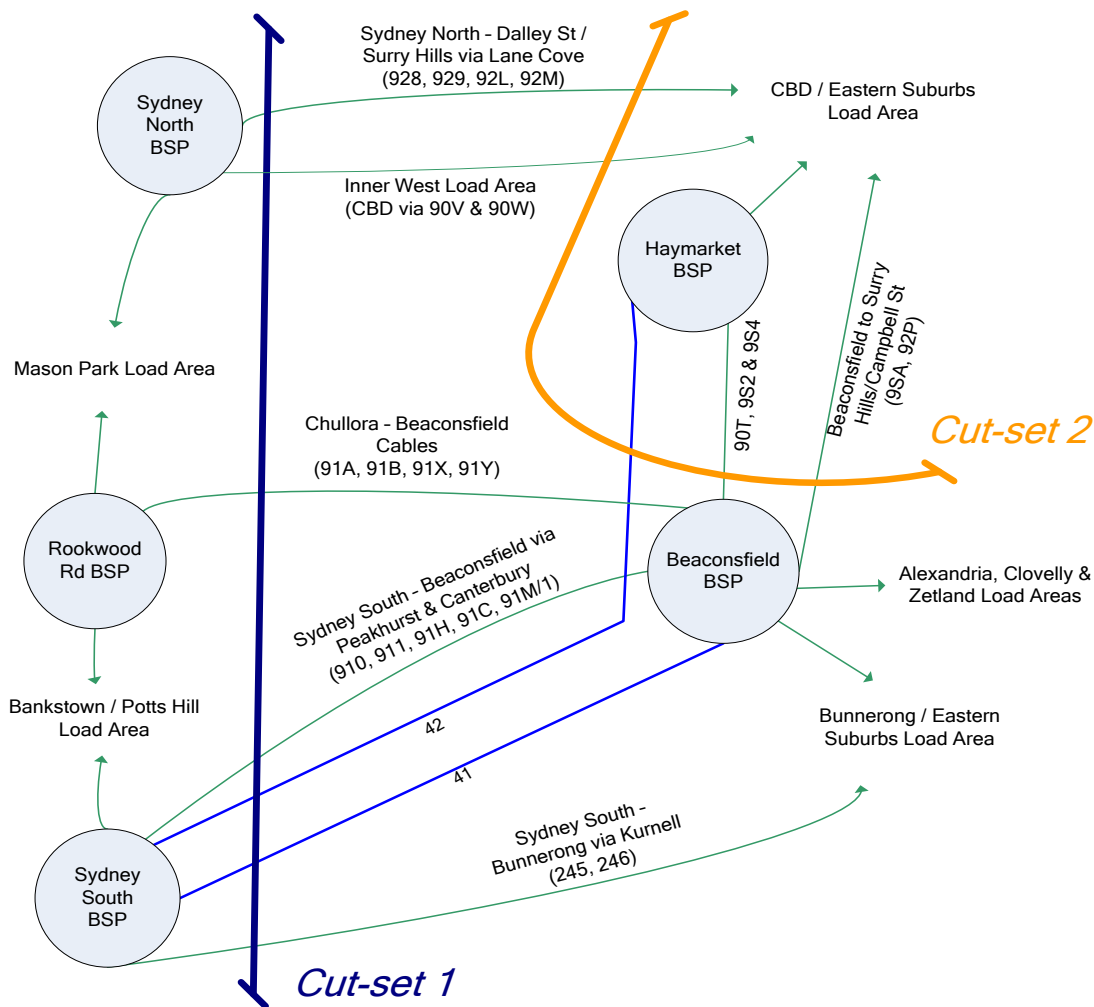 Sydney North - Dalley St /
Surry Hills via Lane Cove
(928, 929, 92L, 92M)
Sydney
North
BSP
CBD / Eastern Suburbs
Load Area
Inner West Load Area
(CBD via 90V & 90W)
Haymarket
BSP
Beaconsfield to Surry
Hills/Campbell St
(9SA, 92P)
90T, 9S2 & 9S4
Mason Park Load Area
Chullora - Beaconsfield
Cables
(91A, 91B, 91X, 91Y)
Cut-set 2
Rookwood
Rd BSP
Beaconsfield
BSP
Alexandria, Clovelly &
Zetland Load Areas
Sydney South - Beaconsfield via
Peakhurst & Canterbury
(910, 911, 91H, 91C, 91M/1)
Bankstown / Potts Hill
Load Area
Bunnerong / Eastern
Suburbs Load Area
42
41
Sydney South -
Bunnerong via Kurnell
(245, 246)
Sydney
South
BSP
Cut-set 1